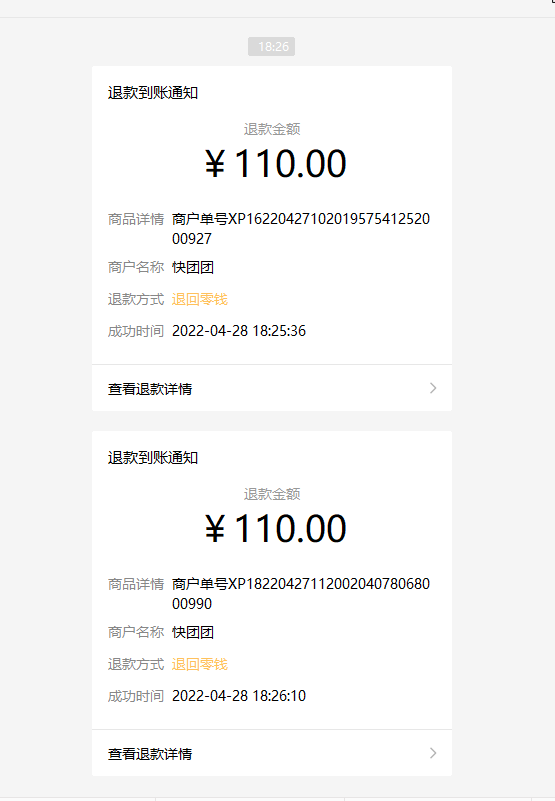 18:26
退款到账通知
退款金额
¥ 110.00
商品详情 商户单号XP16220427102019575412520
00927
商户名称 快团团
退款方式 退回零钱
成功时间 2022-04-28 18:25:36
查看退款详情
退款到账通知
退款金额
¥ 110.00
商品详情 商户单号XP18220427112002040780680
00990
商户名称 快团团
退款方式 退回零钱
成功时间 2022-04-28 18:26:10
查看退款详情